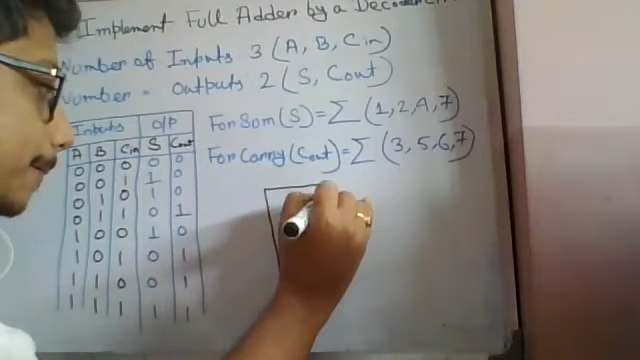 Implement Full Adder by a Decoder
Number of Inputs 3 (A, B, Cin)
Number " Outputs 2 (S, Cout)
For Sum (S) = Σ (1, 2, 4, 7)
For Carry (Cout) = Σ (3, 5, 6, 7)
Inputs O/P
A B Cin S Cout
0 0 0 0 0
0 0 1 1 0
0 1 0 1 0
0 1 1 0 1
1 0 0 1 0
1 0 1 0 1
1 1 0 0 1
1 1 1 1 1